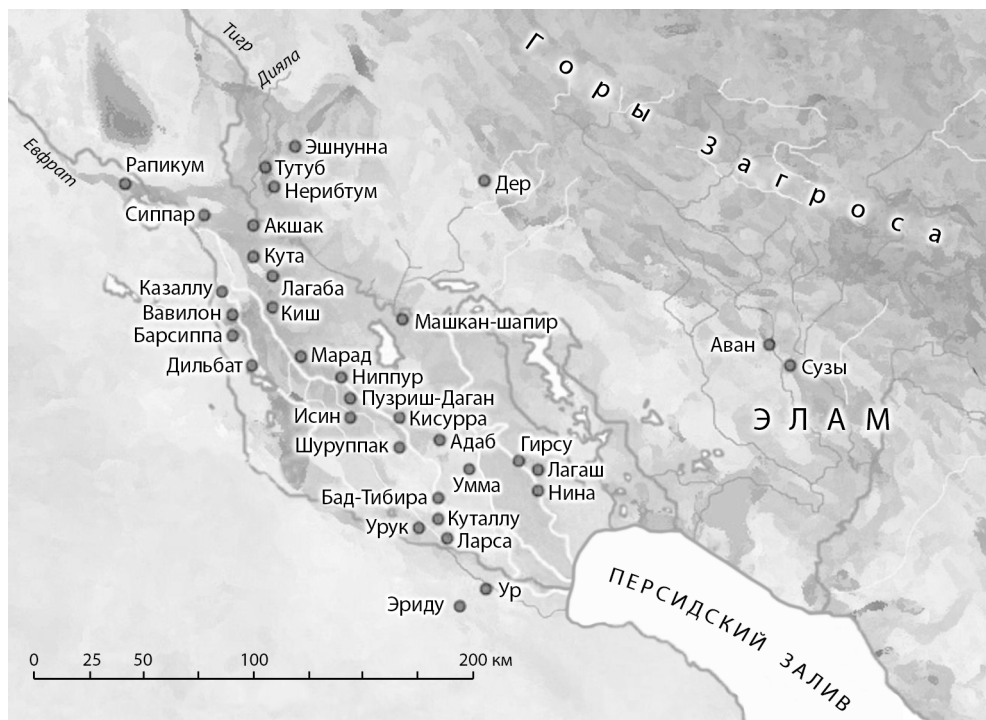 Тигр
Дияла
Горы Загроса
Евфрат
Эшнунна
Рапикум
Тутуб
Нерибтум
Дер
Сиппар
Акшак
Кута
Казаллу
Лагаба
Вавилон
Киш
Машкан-шапир
Барсиппа
Аван
Марад
Дильбат
Сузы
Ниппур
Пузриш-Даган
Исин
Кисурра
ЭЛАМ
Шуруппак
Адаб
Гирсу
Лагаш
Умма
Нина
Бад-Тибира
Куталлу
Урук
Ларса
Ур
Эриду
ПЕРСИДСКИЙ ЗАЛИВ
0 25 50 100 200 км